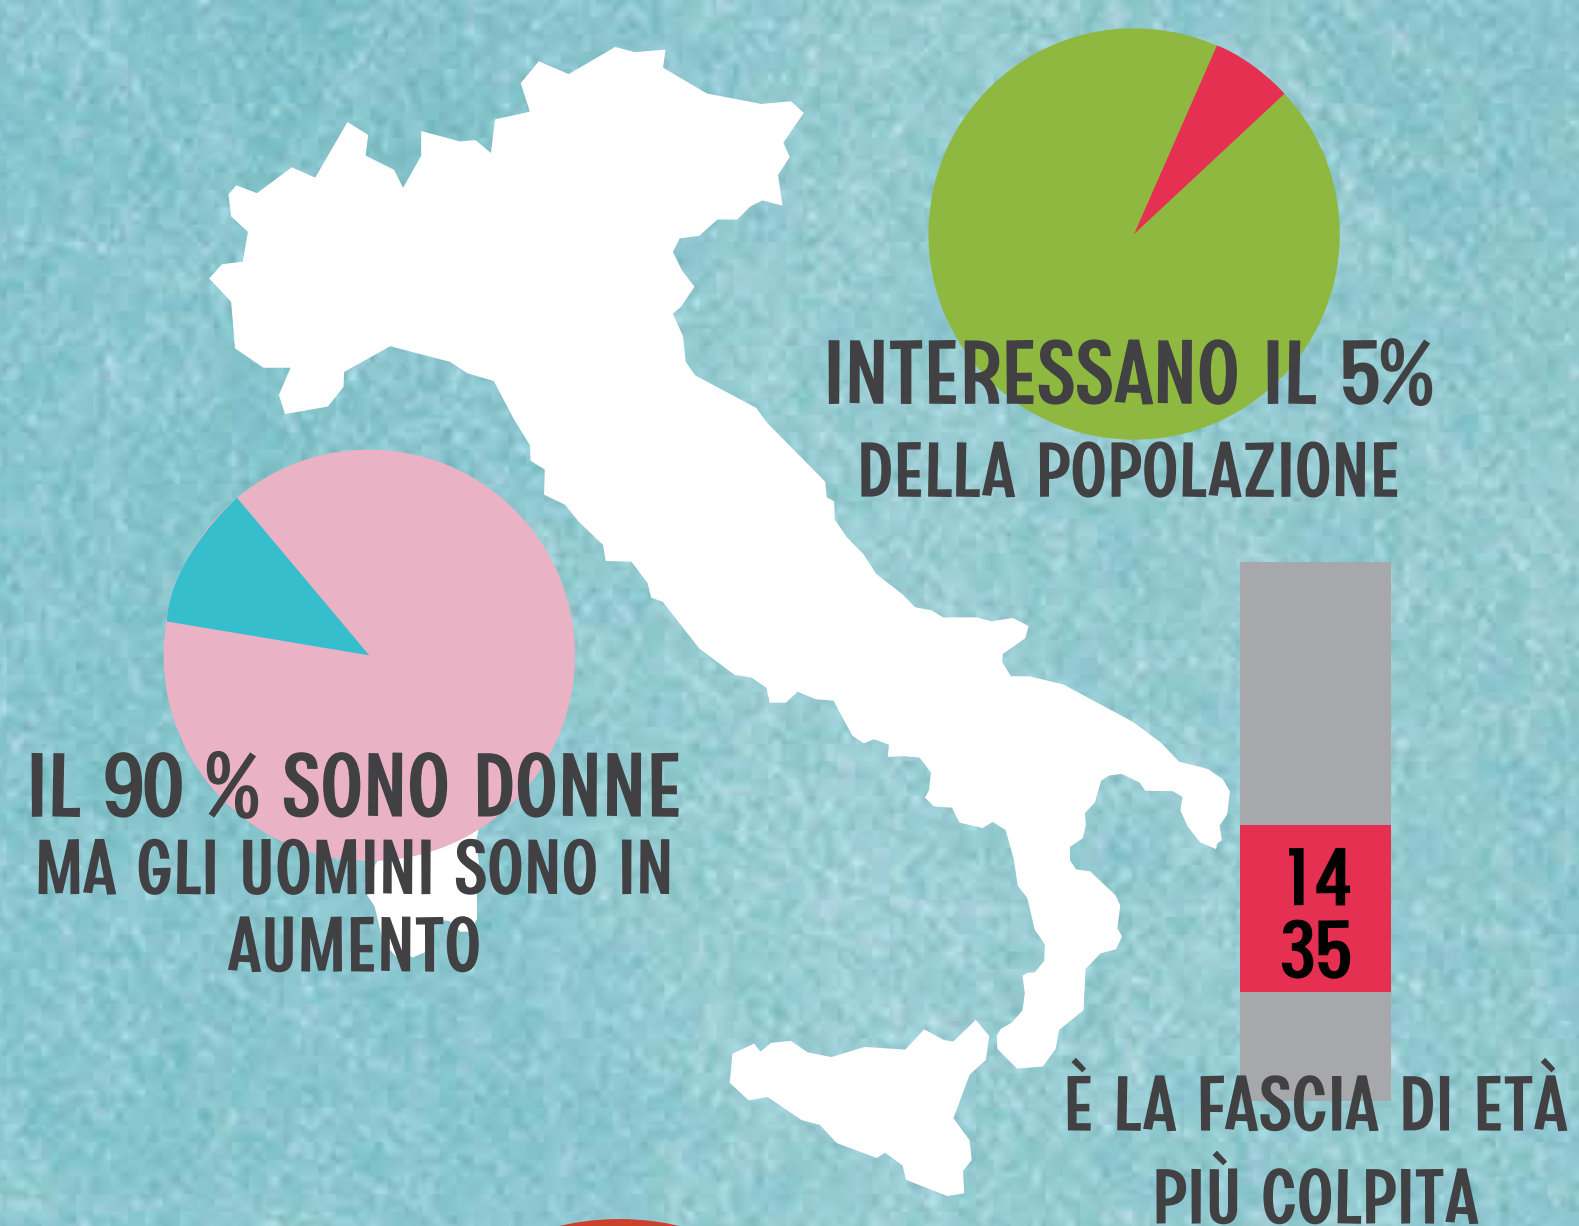 INTERESSANO IL 5%
DELLA POPOLAZIONE
IL 90 % SONO DONNE
MA GLI UOMINI SONO IN
AUMENTO
14
35
È LA FASCIA DI ETÀ
PIÙ COLPITA